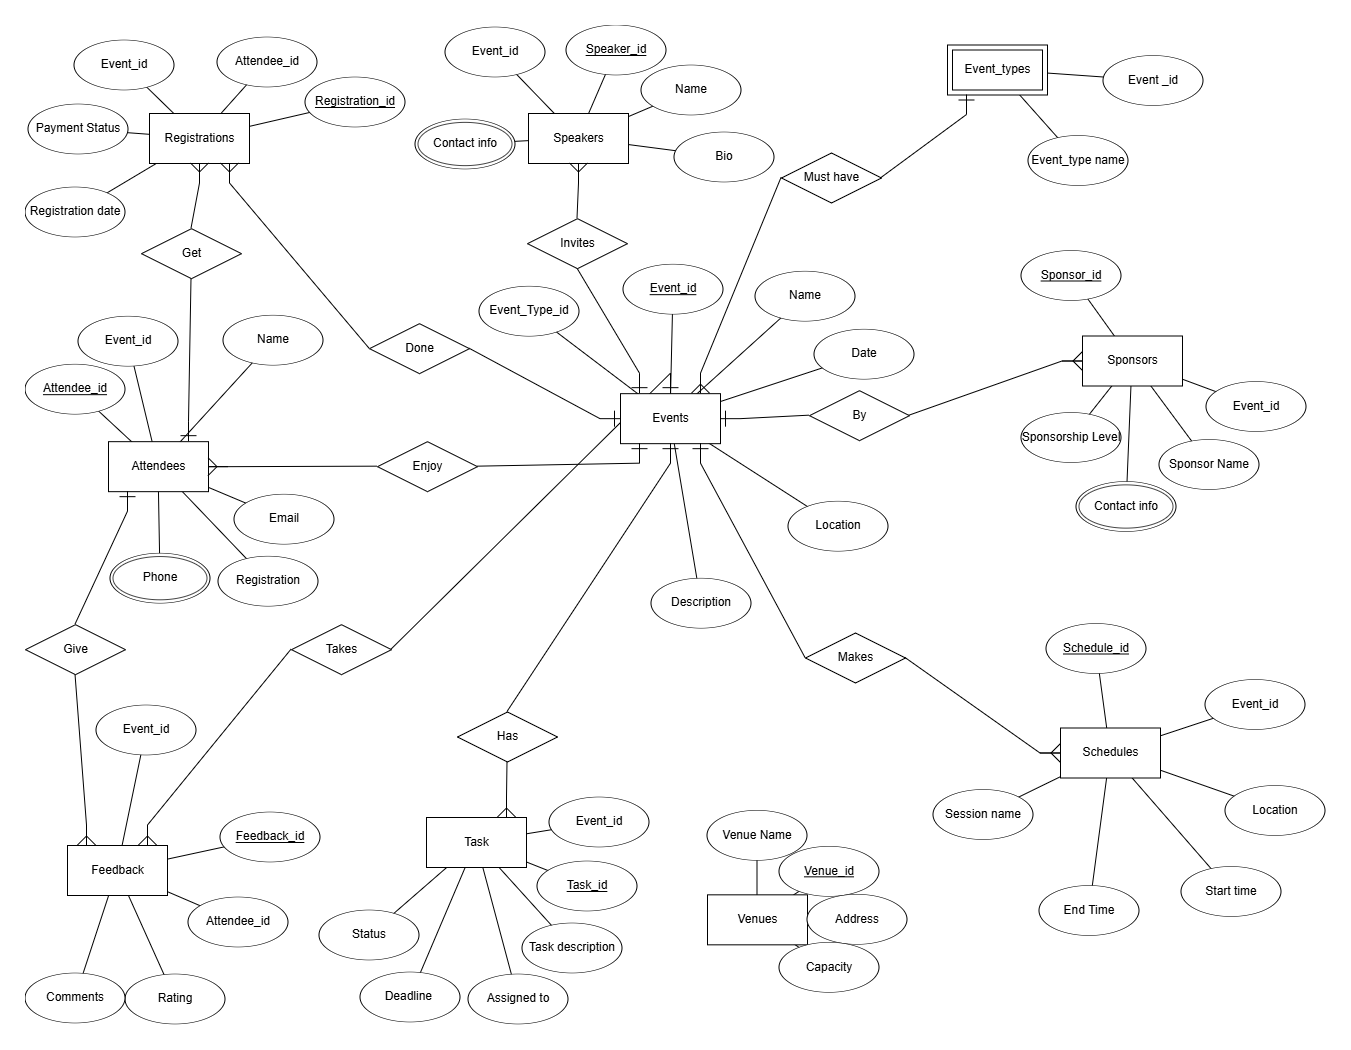 Event_id
Attendee_id
Registration_id
Payment Status
Registrations
Registration date
Get
Event_id
Speaker_id
Name
Contact info
Speakers
Bio
Invites
Event_types
Event _id
Event_type name
Must have
Event_Type_id
Event_id
Name
Date
Done
Events
By
Location
Description
Sponsor_id
Sponsors
Event_id
Sponsorship Level
Sponsor Name
Contact info
Event_id
Name
Attendee_id
Attendees
Enjoy
Email
Phone
Registration
Give
Takes
Has
Makes
Event_id
Feedback_id
Feedback
Attendee_id
Comments
Rating
Event_id
Task
Task_id
Status
Task description
Deadline
Assigned to
Venue Name
Venue_id
Venues
Address
Capacity
Schedule_id
Event_id
Schedules
Session name
Location
Start time
End Time